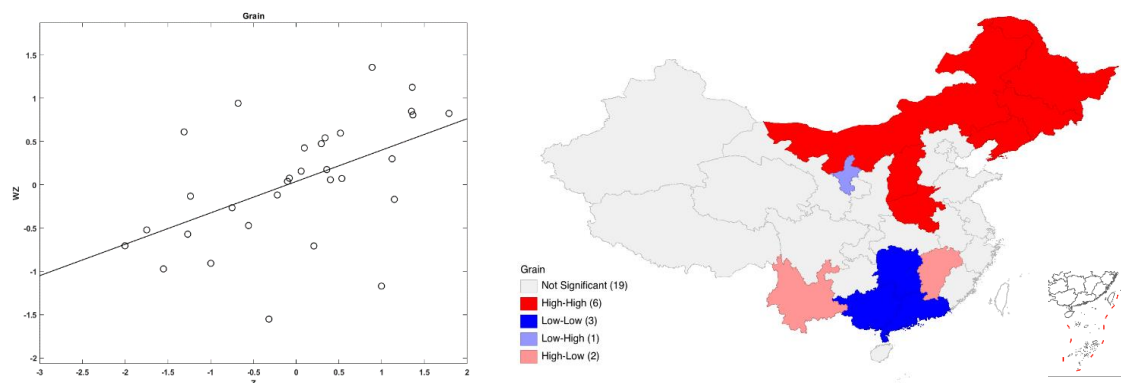 Grain
1.5
1
0.5
0
-0.5
-1
-1.5
-2
WZ
-3
-2.5
-2
-1.5
-1
-0.5
0
0.5
1
1.5
2
Z
Grain
Not Significant (19)
High-High (6)
Low-Low (3)
Low-High (1)
High-Low (2)